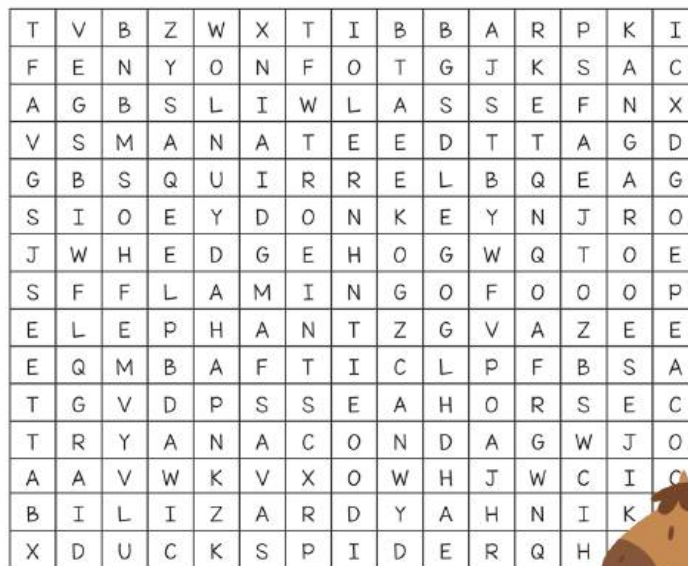 T V B Z W X T I B B A R P K I
F E N Y O N F O T G J K S A C
A G B S L I W L A S S E F N X
V S M A N A T E E D T T A G D
G B S Q U I R R E L B Q E A G
S I O E Y D O N K E Y N J R O
J W H E D G E H O G W Q T O E
S F F L A M I N G O F O O O P
E L E P H A N T Z G V A Z E E
E Q M B A F T I C L P F B S A
T G V D P S S E A H O R S E C
T R Y A N A C O N D A G W J O
A A V W K V X O W H J W C I
B I L I Z A R D Y A H N I K
X D U C K S P I D E R Q H